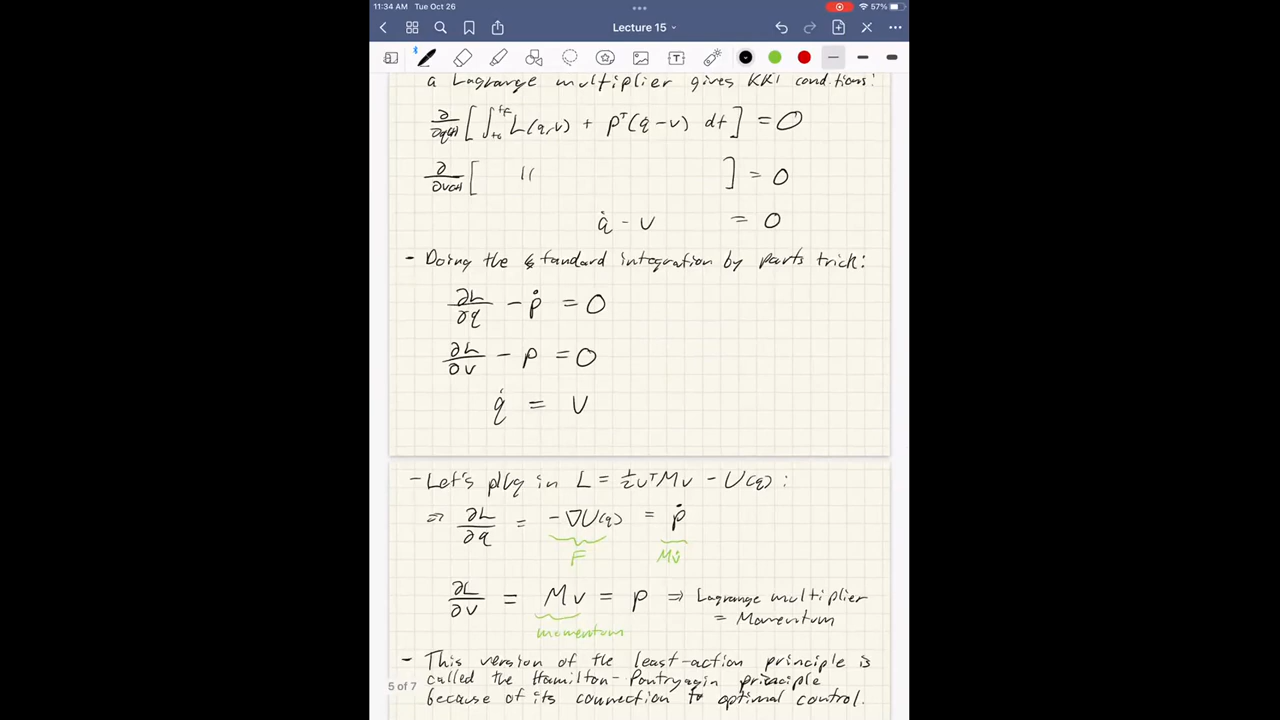 11:34 AM Tue Oct 26
57%
Lecture 15
a Lagrange multiplier gives KKT conditions:
∂/∂q(t) [ ∫_{t0}^{tf} L(q,v) + pᵀ(q̇ - v) dt ] = 0
∂/∂v(t) [ " ] = 0
q̇ - v = 0
- Doing the standard integration by parts trick:
∂L/∂q - ṗ = 0
∂L/∂v - p = 0
q̇ = v
- Let's plug in L = ½vᵀMv - U(q) :
⇒ ∂L/∂q = -∇U(q) = ṗ
F Mv̇
∂L/∂v = Mv = p ⇒ Lagrange multiplier
= Momentum
momentum
- This version of the least-action principle is
called the Hamilton-Pontryagin principle
because of its connection to optimal control.
5 of 7